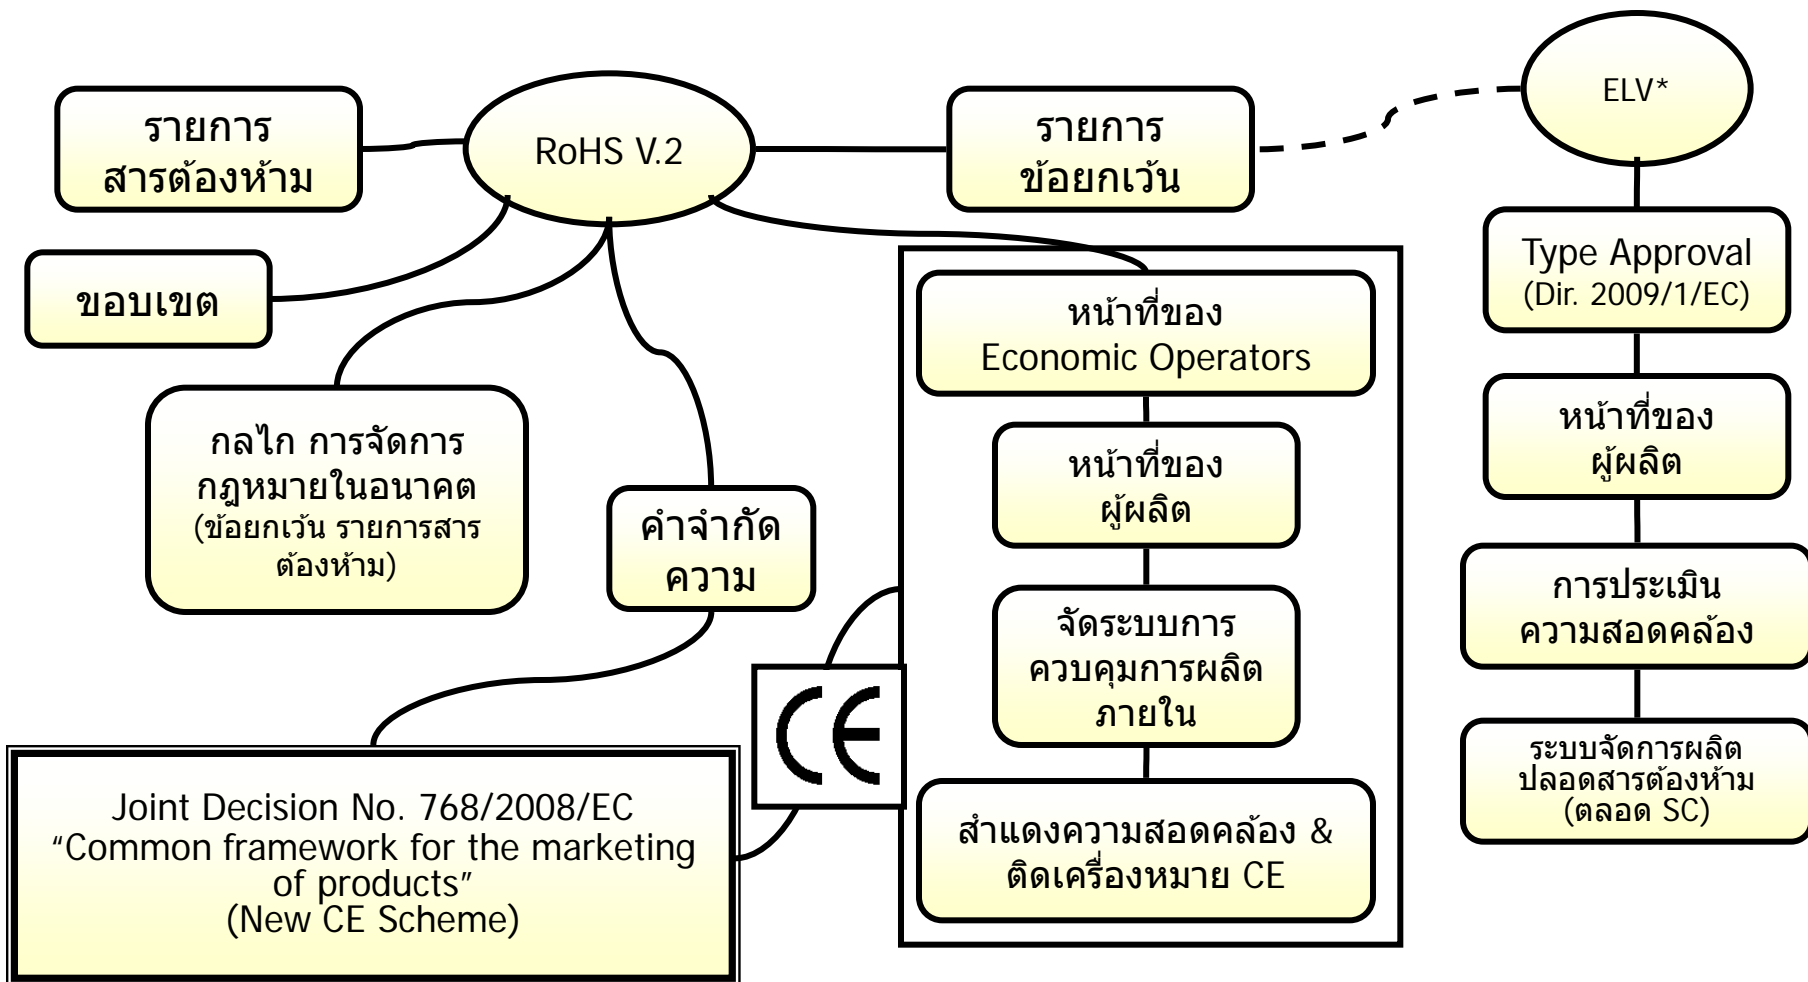 รายการ
สารต้องห้าม
RoHS V.2
รายการ
ข้อยกเว้น
ELV*
ขอบเขต
Type Approval
(Dir. 2009/1/EC)
หน้าที่ของ
Economic Operators
กลไก การจัดการ
กฎหมายในอนาคต
(ข้อยกเว้น รายการสาร
ต้องห้าม)
คำจำกัด
ความ
หน้าที่ของ
ผู้ผลิต
หน้าที่ของ
ผู้ผลิต
จัดระบบการ
ควบคุมการผลิต
ภายใน
การประเมิน
ความสอดคล้อง
CE
สำแดงความสอดคล้อง &
ติดเครื่องหมาย CE
ระบบจัดการผลิต
ปลอดสารต้องห้าม
(ตลอด SC)
Joint Decision No. 768/2008/EC
“Common framework for the marketing
of products”
(New CE Scheme)